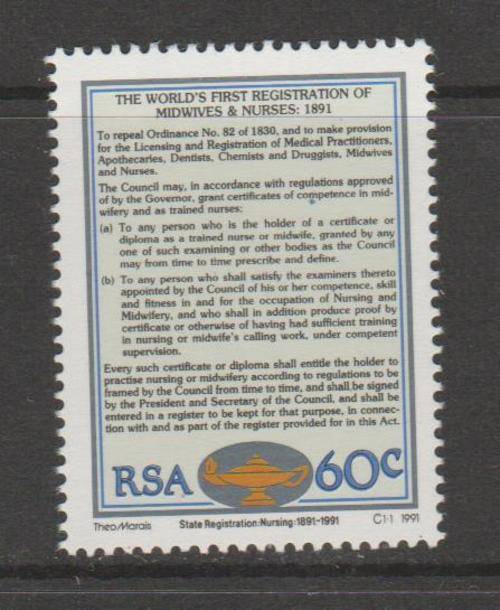 THE WORLD'S FIRST REGISTRATION OF
MIDWIVES & NURSES: 1891
To repeal Ordinance No. 82 of 1830, and to make provision
for the Licensing and Registration of Medical Practitioners,
Apothecaries, Dentists, Chemists and Druggists, Midwives
and Nurses.
The Council may, in accordance with regulations approved
of by the Governor, grant certificates of competence in mid-
wifery and as trained nurses:
(a) To any person who is the holder of a certificate or
diploma as a trained nurse or midwife, granted by any
one of such examining or other bodies as the Council
may from time to time prescribe and define.
(b) To any person who shall satisfy the examiners thereto
appointed by the Council of his or her competence, skill
and fitness in and for the occupation of Nursing and
Midwifery, and who shall in addition produce proof by
certificate or otherwise of having had sufficient training
in nursing or midwife's calling work, under competent
supervision.
Every such certificate or diploma shall entitle the holder to
practise nursing or midwifery according to regulations to be
framed by the Council from time to time, and shall be signed
by the President and Secretary of the Council, and shall be
entered in a register to be kept for that purpose, in connec-
tion with and as part of the register provided for in this Act.
RSA 60c
Theo Marais State Registration: Nursing: 1891-1991 C1·1 1991